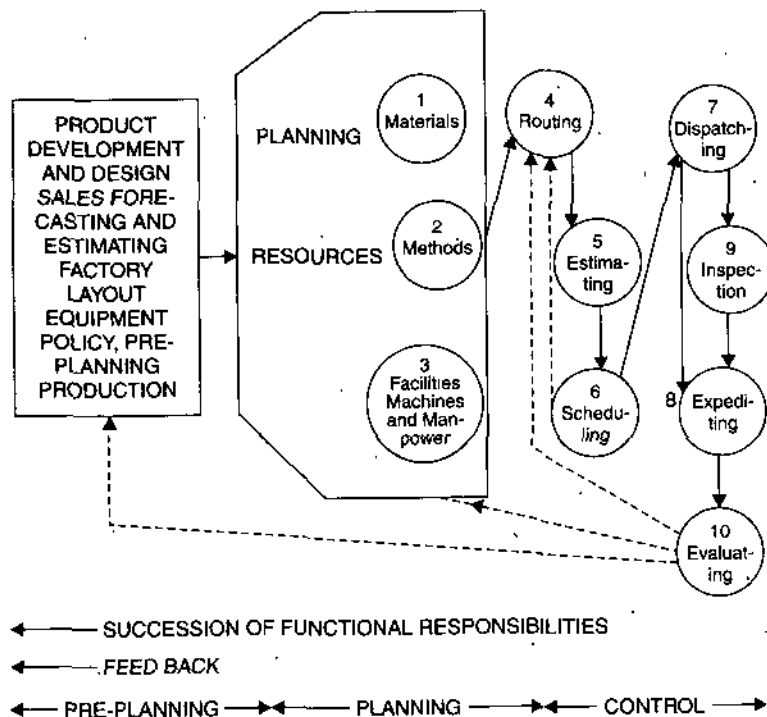 PRODUCT
DEVELOPMENT
AND DESIGN
SALES FORE-
CASTING AND
ESTIMATING
FACTORY
LAYOUT
EQUIPMENT
POLICY, PRE-
PLANNING
PRODUCTION
PLANNING
RESOURCES
1
Materials
2
Methods
3
Facilities
Machines
and Man-
power
4
Routing
5
Estima-
ting
6
Schedu-
ling
7
Dispatch-
ing
9
Inspec-
tion
8 Expedi-
ting
10
Evaluat-
ing
SUCCESSION OF FUNCTIONAL RESPONSIBILITIES
FEED BACK
PRE-PLANNING PLANNING CONTROL